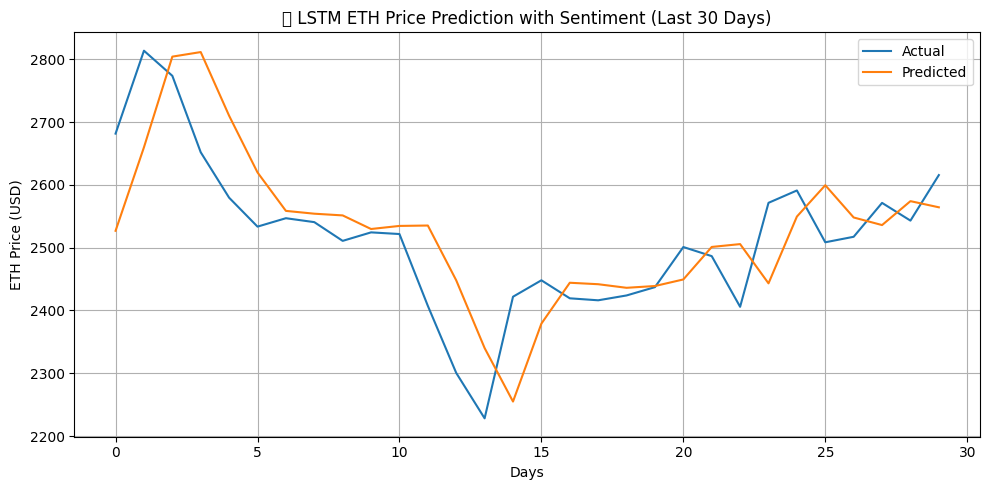 LSTM ETH Price Prediction with Sentiment (Last 30 Days)
Actual
Predicted
ETH Price (USD)
2800
2700
2600
2500
2400
2300
2200
0 5 10 15 20 25 30
Days